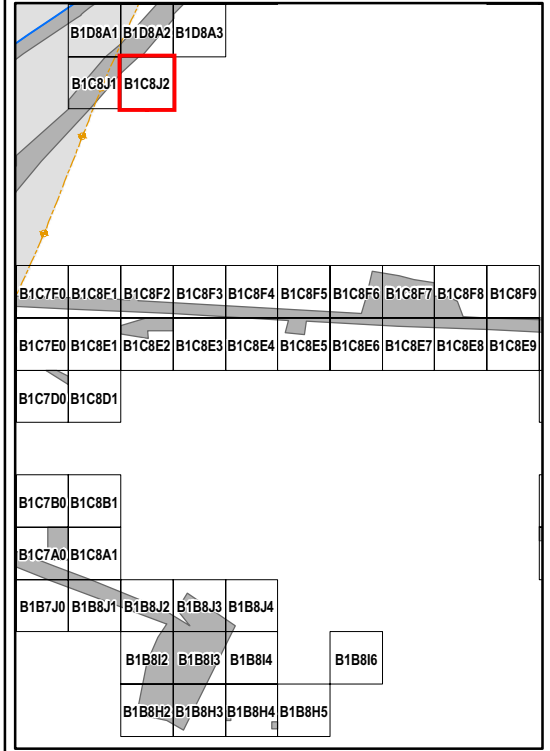 B1D8A1 B1D8A2 B1D8A3
B1C8J1 B1C8J2
B1C7F0 B1C8F1 B1C8F2 B1C8F3 B1C8F4 B1C8F5 B1C8F6 B1C8F7 B1C8F8 B1C8F9
B1C7E0 B1C8E1 B1C8E2 B1C8E3 B1C8E4 B1C8E5 B1C8E6 B1C8E7 B1C8E8 B1C8E9
B1C7D0 B1C8D1
B1C7B0 B1C8B1
B1C7A0 B1C8A1
B1B7J0 B1B8J1 B1B8J2 B1B8J3 B1B8J4
B1B8I2 B1B8I3 B1B8I4 B1B8I6
B1B8H2 B1B8H3 B1B8H4 B1B8H5